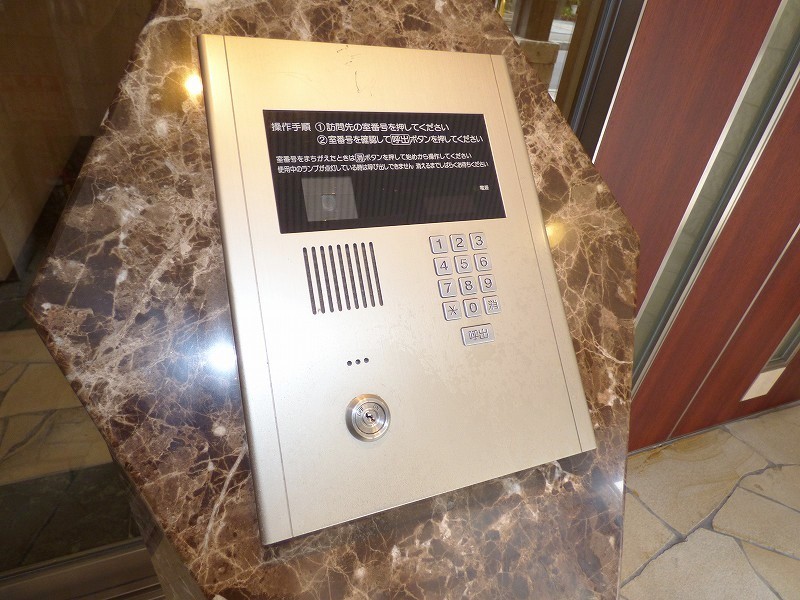 操作手順 ①訪問先の室番号を押してください
②室番号を確認して呼出ボタンを押してください
室番号をまちがえたときは消ボタンを押して始めから操作してください
使用中のランプが点灯している時は呼び出しできません 消えるまでしばらくお待ちください
電源
1 2 3
4 5 6
7 8 9
* 0 消
呼出